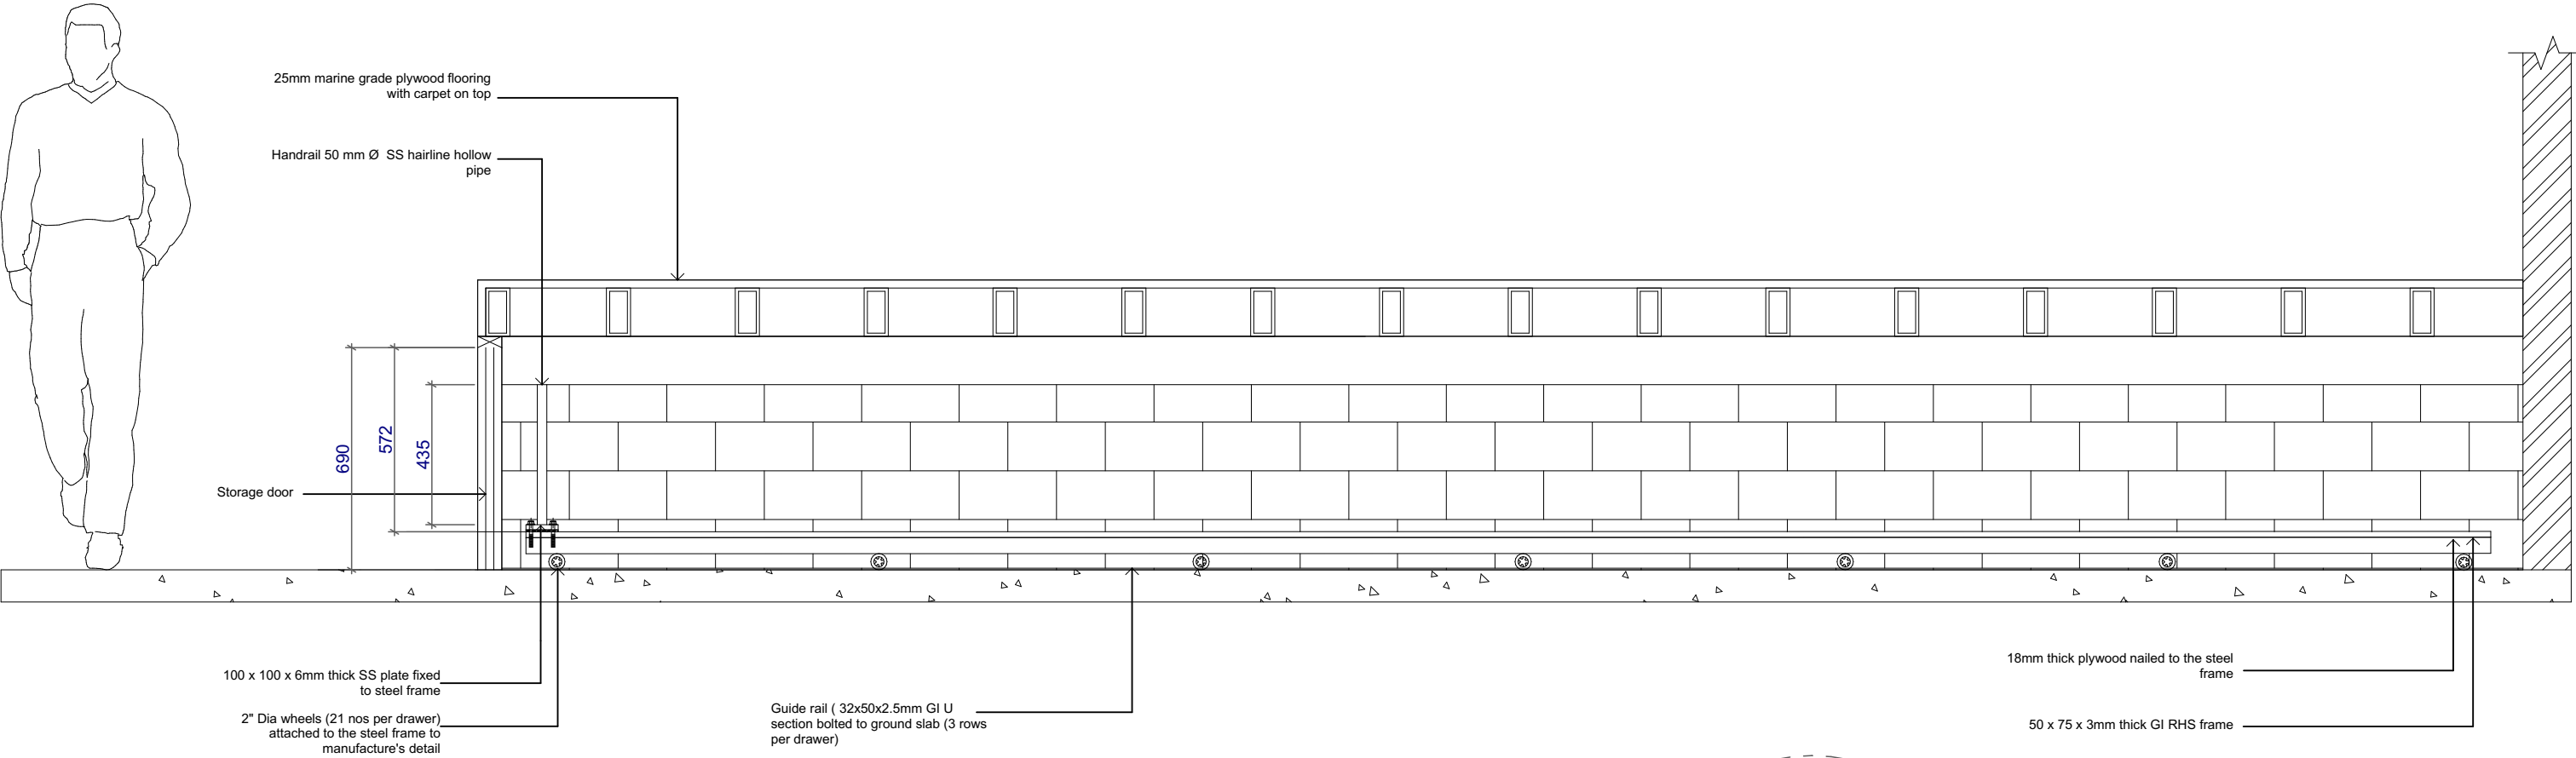 25mm marine grade plywood flooring
with carpet on top
Handrail 50 mm Ø SS hairline hollow
pipe
690
572
435
Storage door
100 x 100 x 6mm thick SS plate fixed
to steel frame
2" Dia wheels (21 nos per drawer)
attached to the steel frame to
manufacture's detail
Guide rail ( 32x50x2.5mm GI U
section bolted to ground slab (3 rows
per drawer)
18mm thick plywood nailed to the steel
frame
50 x 75 x 3mm thick GI RHS frame